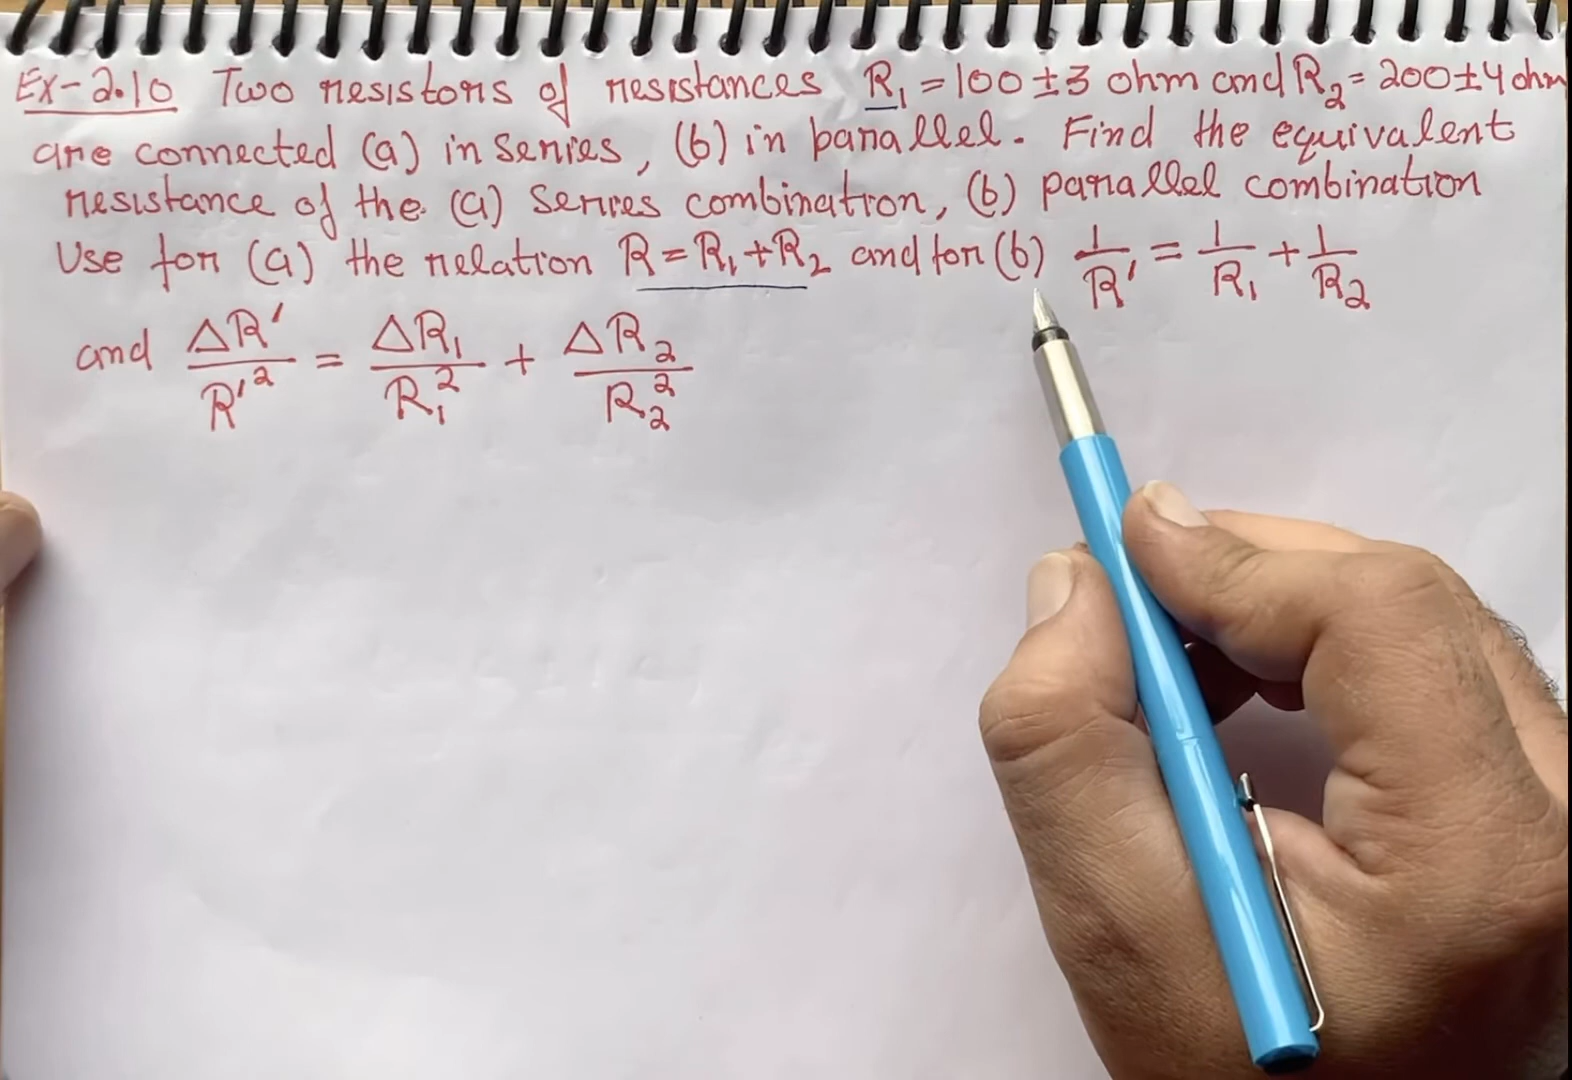 Ex-2.10 Two resistors of resistances R₁ = 100 ± 3 ohm and R₂ = 200 ± 4 ohm
are connected (a) in series, (b) in parallel. Find the equivalent
resistance of the (a) series combination, (b) parallel combination
Use for (a) the relation R = R₁ + R₂ and for (b) 1/R' = 1/R₁ + 1/R₂
and ΔR'/R'² = ΔR₁/R₁² + ΔR₂/R₂²